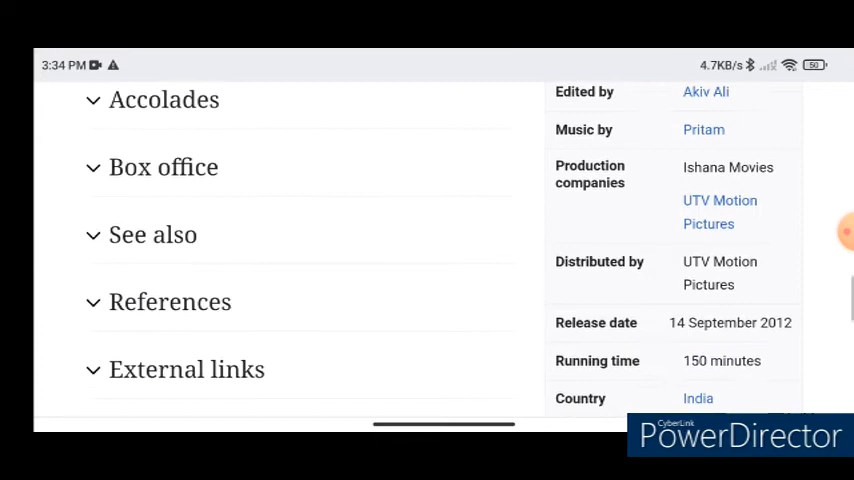 3:34 PM
4.7KB/s
50
Accolades
Box office
See also
References
External links
Edited by Akiv Ali
Music by Pritam
Production Ishana Movies
companies
UTV Motion
Pictures
Distributed by UTV Motion
Pictures
Release date 14 September 2012
Running time 150 minutes
Country India
CyberLink
PowerDirector